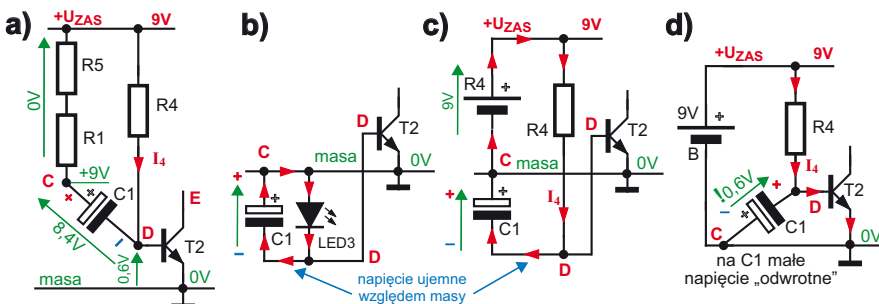 a)
+UZAS
9V
R5
0V
R4
R1
I4
C
+9V
C1
E
8,4V
D
T2
0,6V
masa
0V
b)
D
T2
C
masa
0V
+
C1
–
LED3
D
napięcie ujemne
względem masy
c)
+UZAS
9V
R4
9V
R4
D
T2
C
masa
0V
+
I4
–
C1
D
d)
+UZAS
9V
9V
R4
B
I4
!0,6V
+
T2
–
D
C1
C
0V
na C1 małe
napięcie „odwrotne”